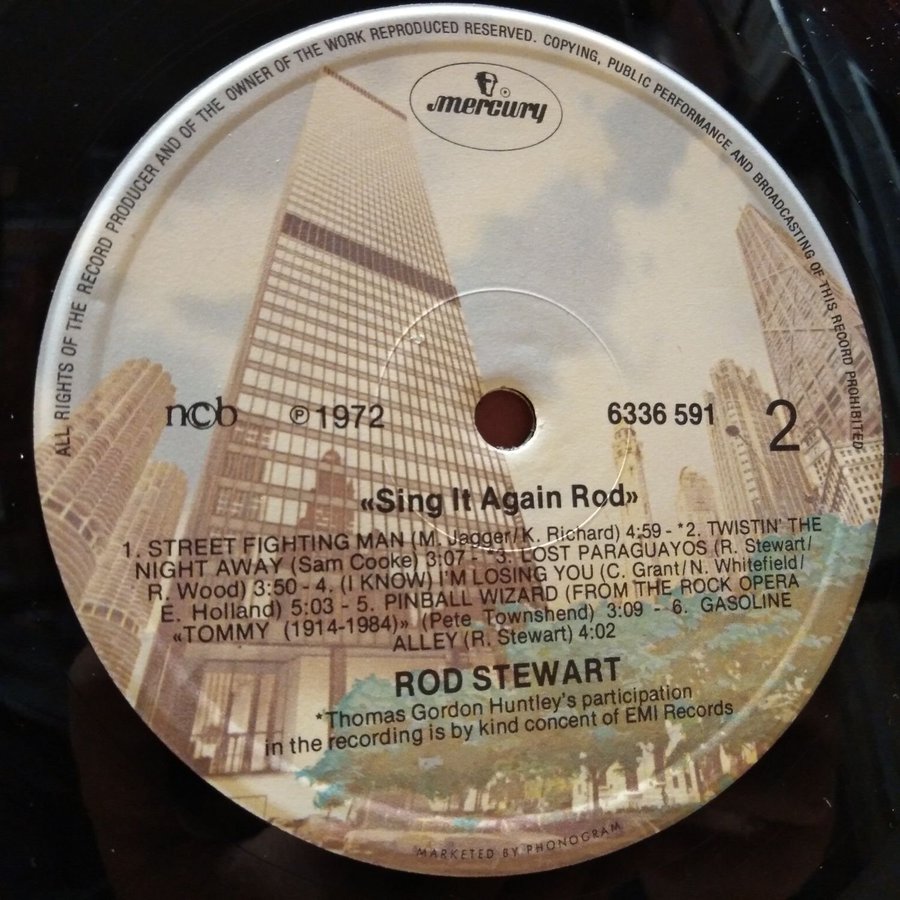 ALL RIGHTS OF THE RECORD PRODUCER AND OF THE OWNER OF THE WORK REPRODUCED RESERVED. COPYING, PUBLIC PERFORMANCE AND BROADCASTING OF THIS RECORD PROHIBITED
mercury
ncb ℗1972 6336 591 2
«Sing It Again Rod»
1. STREET FIGHTING MAN (M. Jagger/K. Richard) 4:59 - *2. TWISTIN' THE
NIGHT AWAY (Sam Cooke) 3:07 - *3. LOST PARAGUAYOS (R. Stewart/
R. Wood) 3:50 - 4. (I KNOW) I'M LOSING YOU (C. Grant/N. Whitefield/
E. Holland) 5:03 - 5. PINBALL WIZARD (FROM THE ROCK OPERA
«TOMMY (1914-1984)» (Pete Townshend) 3:09 - 6. GASOLINE
ALLEY (R. Stewart) 4:02
ROD STEWART
*Thomas Gordon Huntley's participation
in the recording is by kind concent of EMI Records
MARKETED BY PHONOGRAM